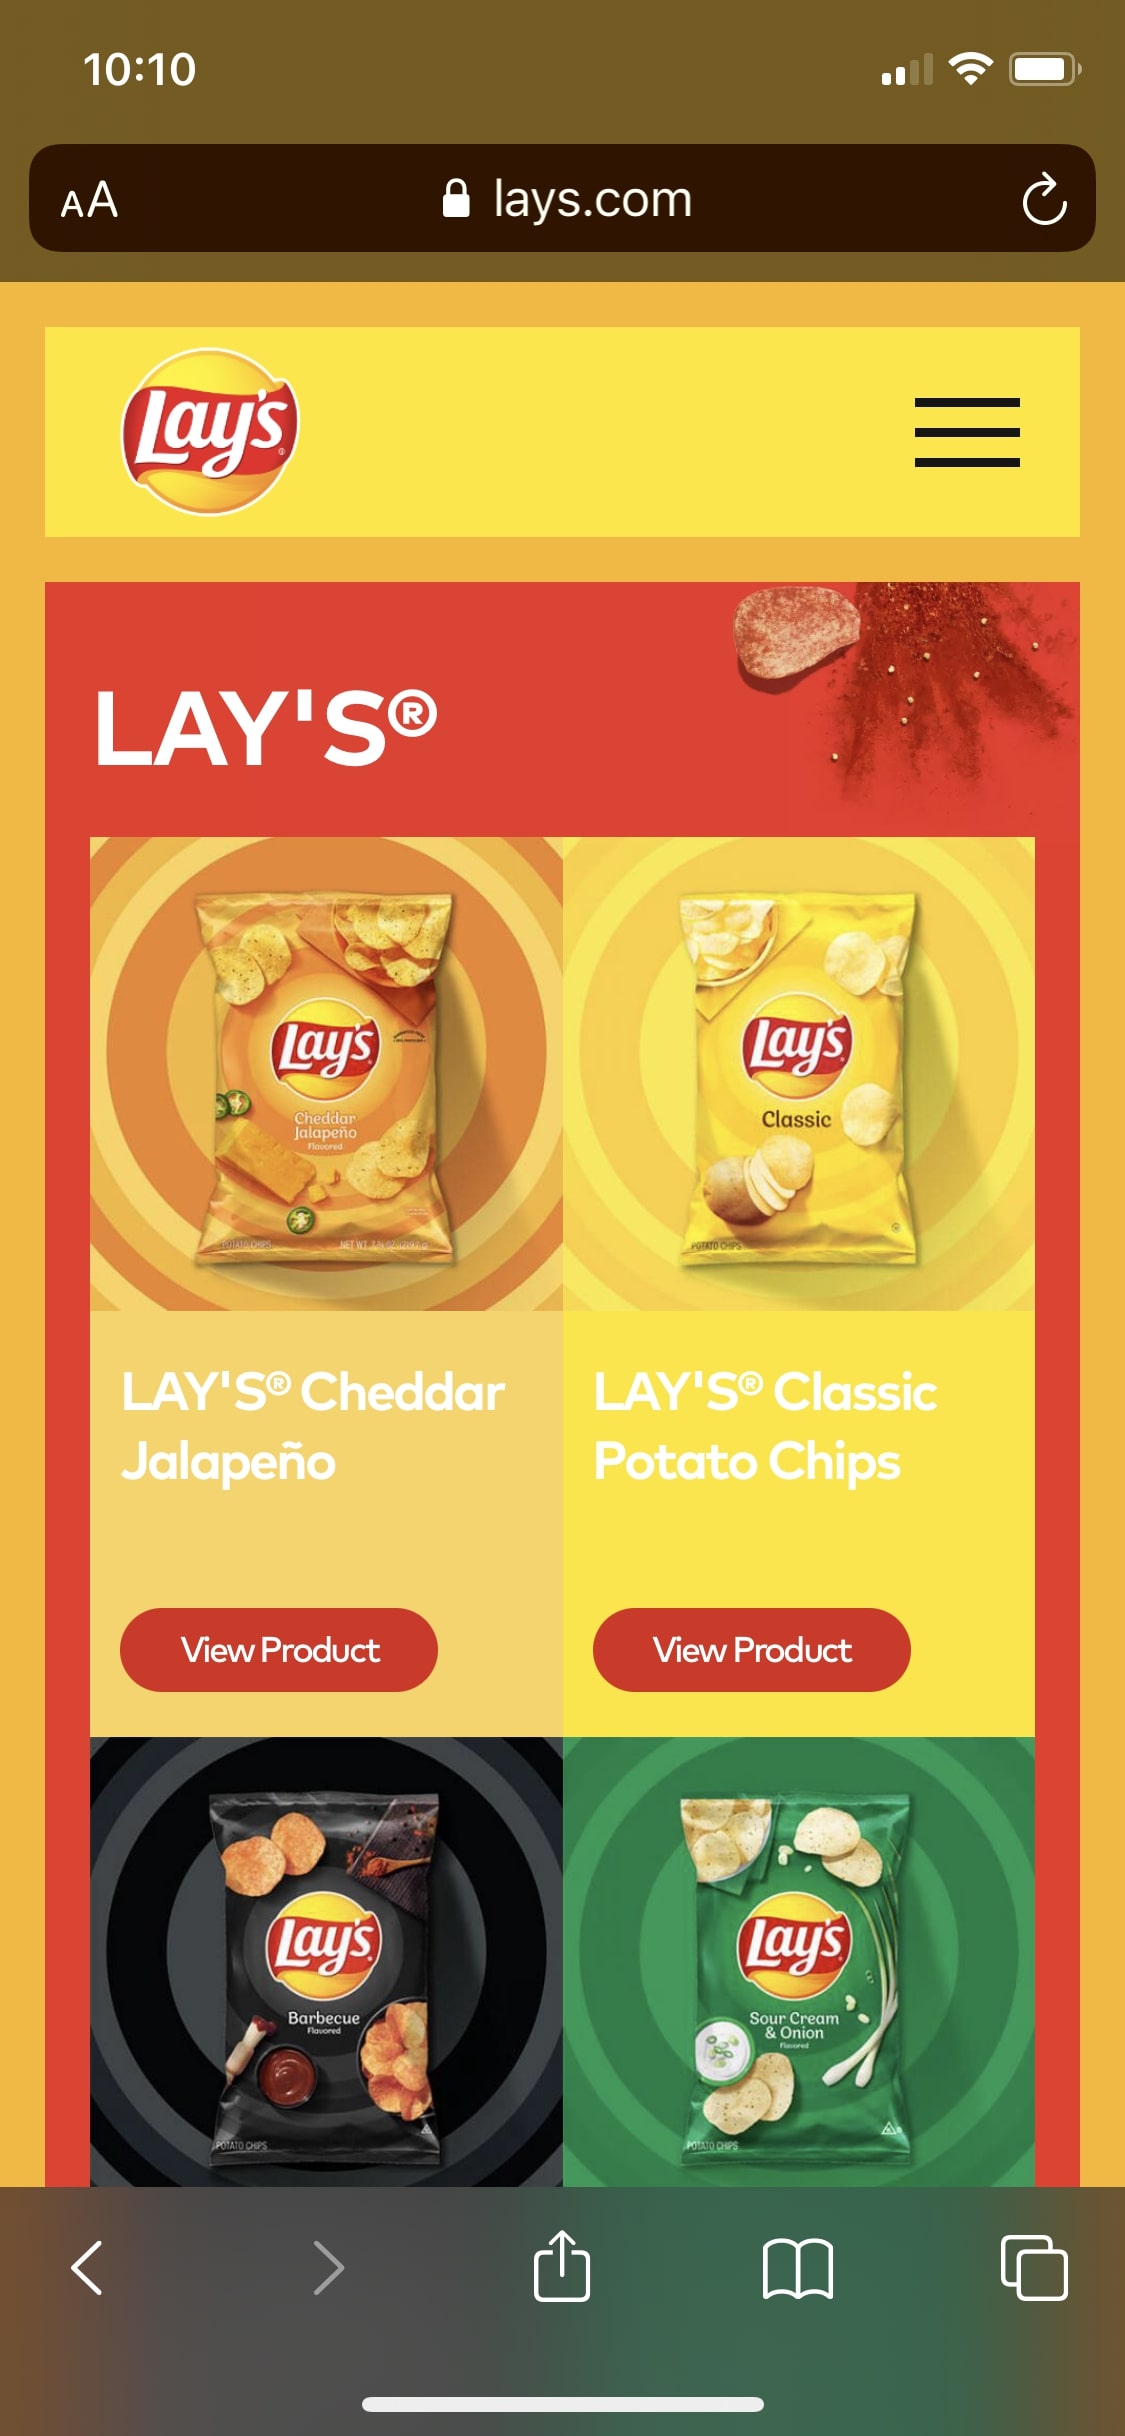 10:10
AA
lays.com
Lay's
LAY'S®
Lay's
Cheddar
Jalapeño
Flavored
POTATO CHIPS
Lay's
Classic
POTATO CHIPS
LAY'S® Cheddar
Jalapeño
LAY'S® Classic
Potato Chips
View Product
View Product
Lay's
Barbecue
Flavored
POTATO CHIPS
Lay's
Sour Cream
& Onion
Flavored
POTATO CHIPS